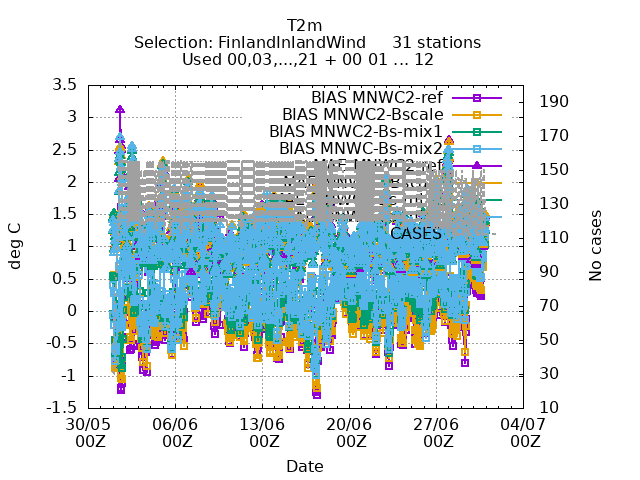 T2m
Selection: FinlandInlandWind 31 stations
Used 00,03,...,21 + 00 01 ... 12
3.5
3
2.5
2
1.5
1
0.5
0
-0.5
-1
-1.5
deg C
190
170
150
130
110
90
70
50
30
10
No cases
BIAS MNWC2-ref
BIAS MNWC2-Bscale
BIAS MNWC2-Bs-mix1
BIAS MNWC-Bs-mix2
MAE MNWC2-ref
CASES
30/05 06/06 13/06 20/06 27/06 04/07
00Z 00Z 00Z 00Z 00Z 00Z
Date